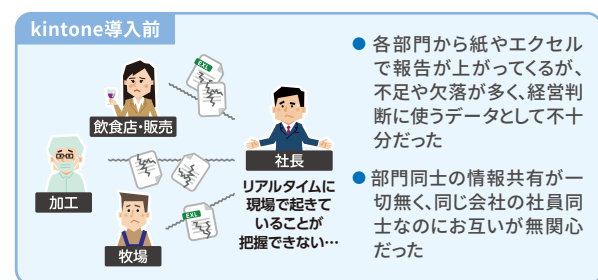 kintone導入前
EXL
飲食店・販売
加工
牧場
EXL
社長
リアルタイムに
現場で起きて
いることが
把握できない…
● 各部門から紙やエクセル
で報告が上がってくるが、
不足や欠落が多く、経営判
断に使うデータとして不十
分だった
● 部門同士の情報共有が一
切無く、同じ会社の社員同
士なのにお互いが無関心
だった